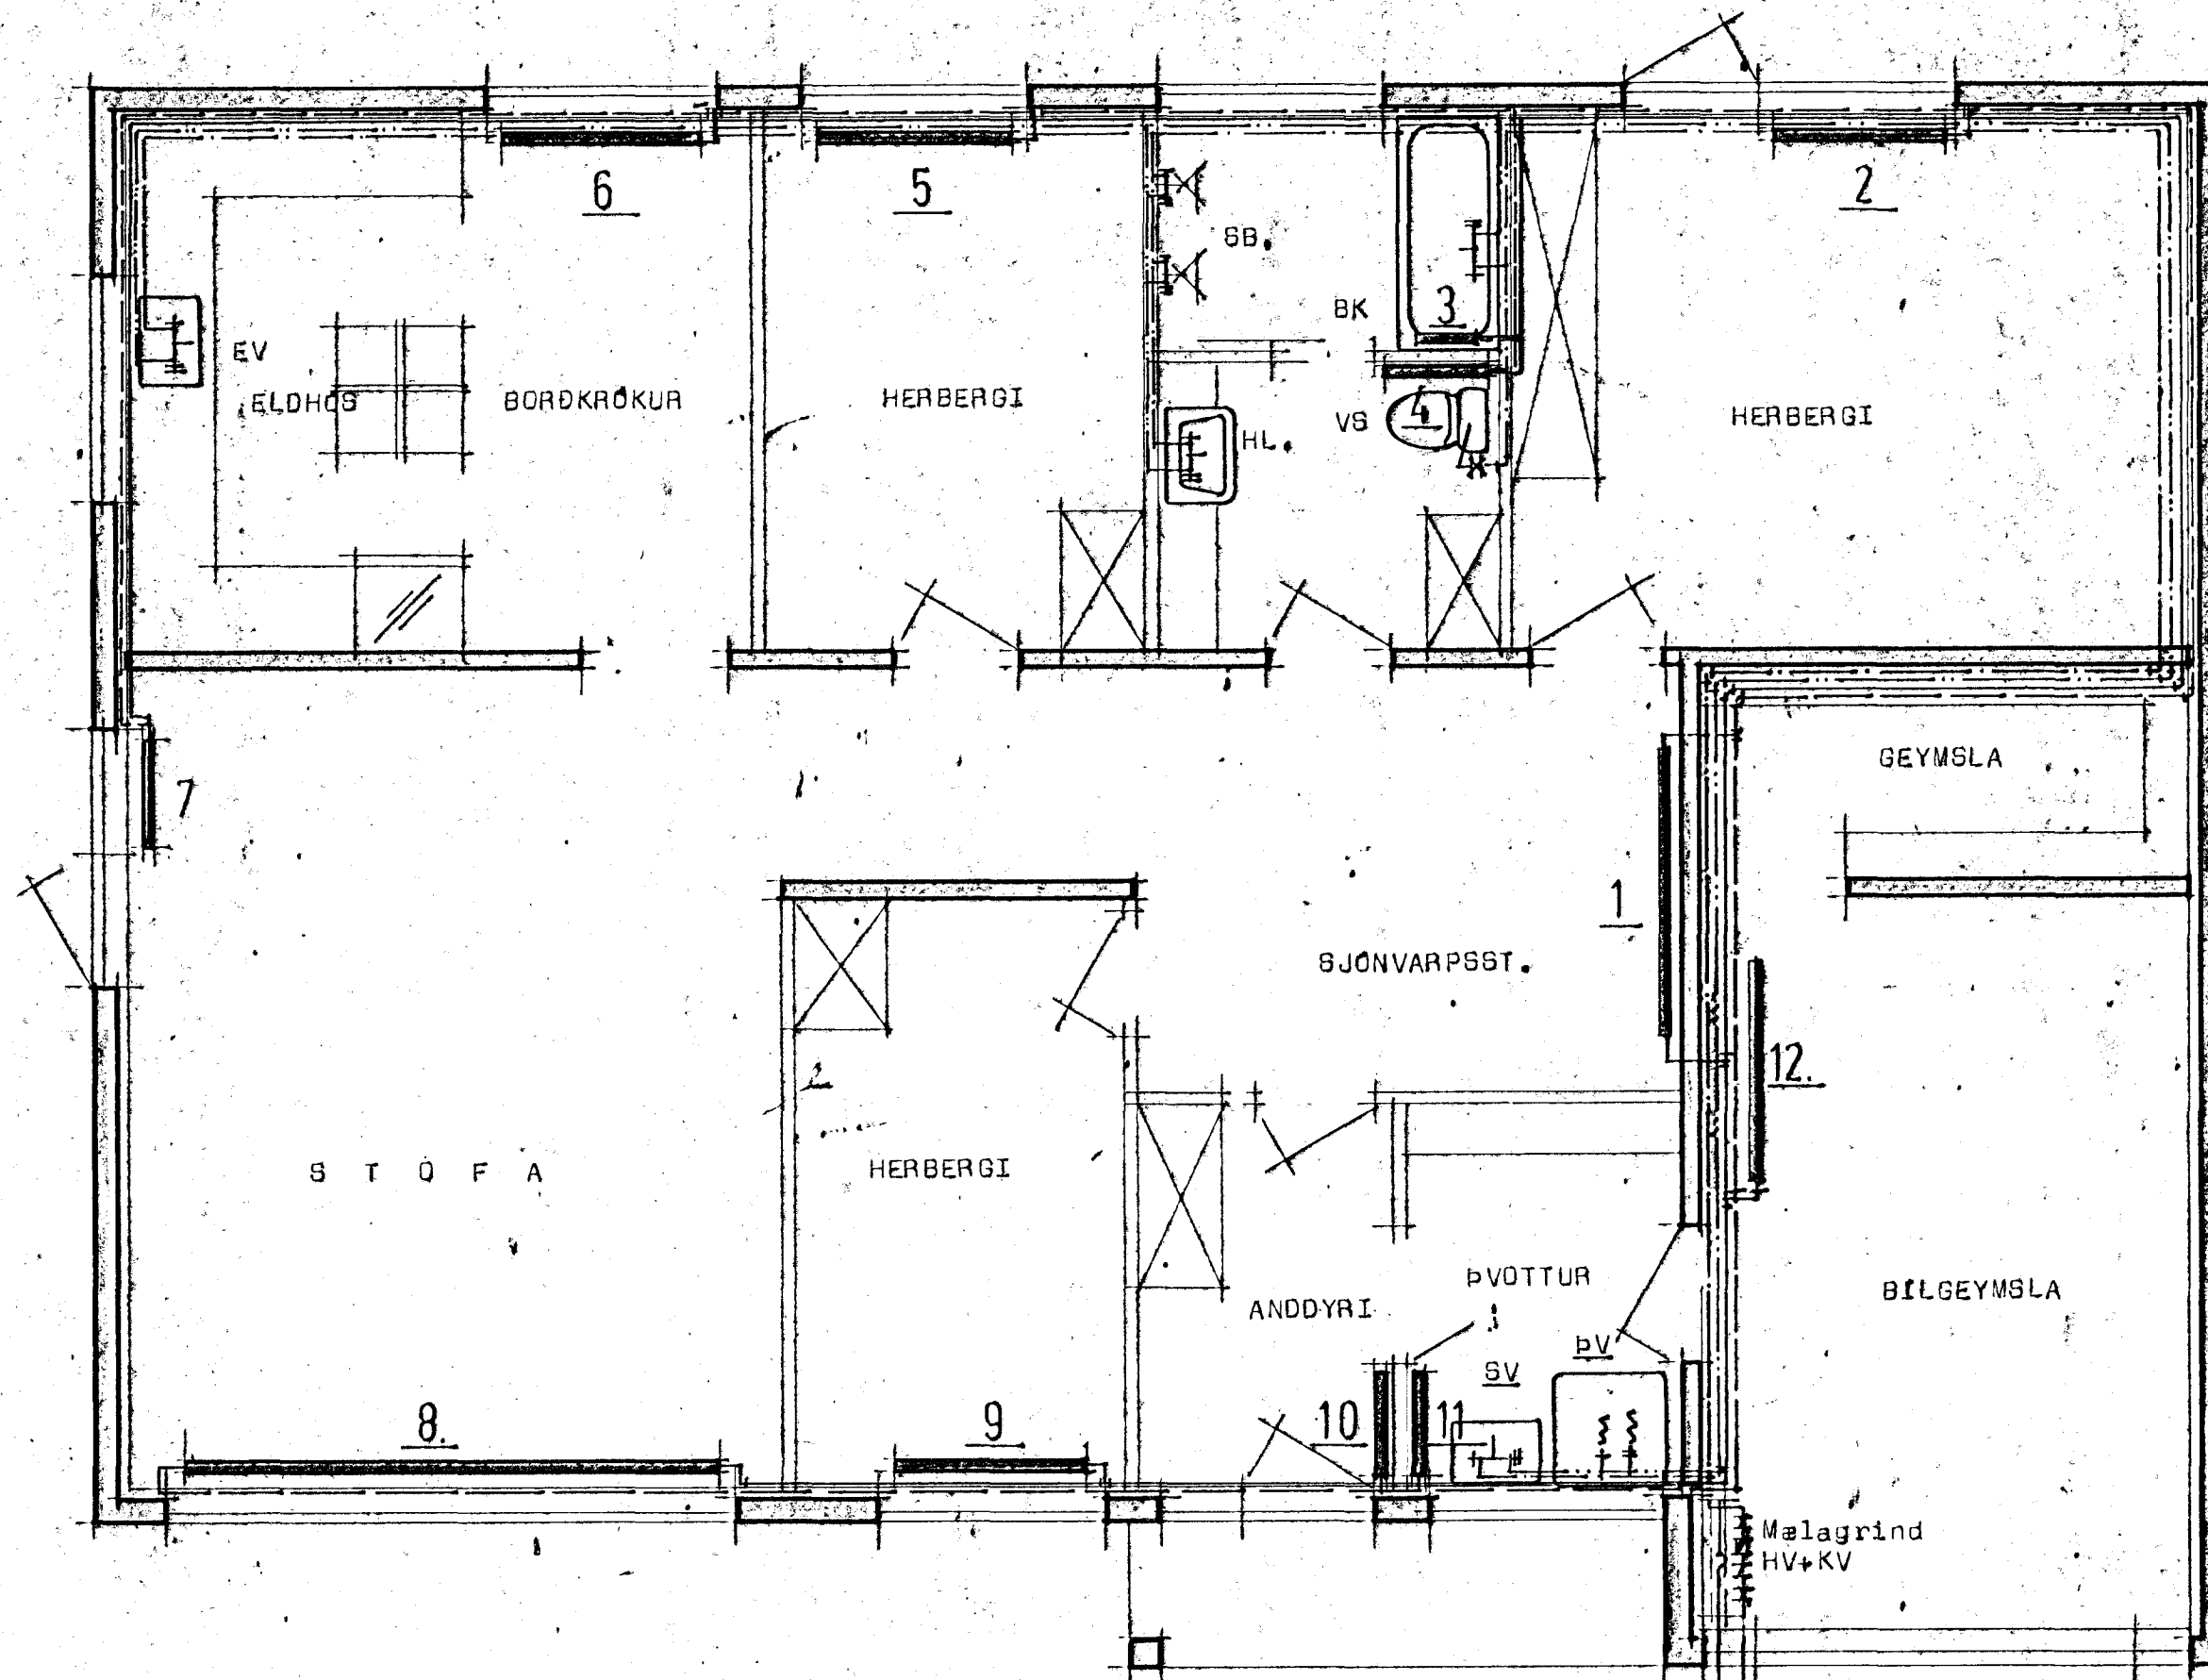 6
5
2
SB.
BK
3
EV
ELDHÚS
BORÐKRÓKUR
HERBERGI
HL.
VS
4
HERBERGI
7
GEYMSLA
1
SJÓNVARPSST.
12.
S T O F A
HERBERGI
ANDDYRI
ÞVOTTUR
BÍLGEYMSLA
SV
ÞV
8.
9
10
11
Mælagrind
HV+KV